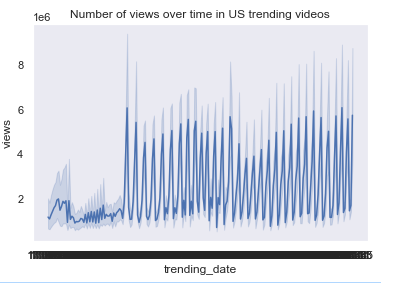 Number of views over time in US trending videos
1e6
8
6
4
2
views
trending_date